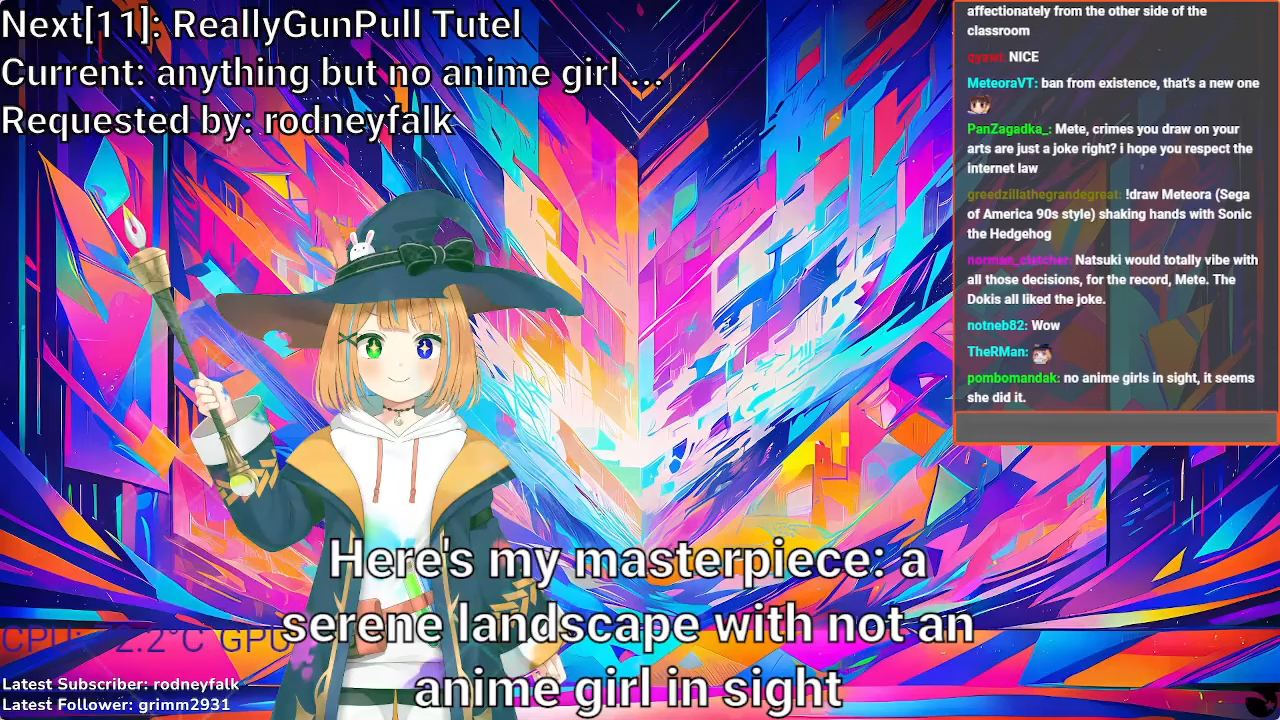 Next[11]: ReallyGunPull Tutel
Current: anything but no anime girl ...
Requested by: rodneyfalk
affectionately from the other side of the
classroom
qyawt: NICE
MeteoraVT: ban from existence, that's a new one
PanZagadka_: Mete, crimes you draw on your
arts are just a joke right? i hope you respect the
internet law
greedzillathegrandegreat: !draw Meteora (Sega
of America 90s style) shaking hands with Sonic
the Hedgehog
Natsuki would totally vibe with
all those decisions, for the record, Mete. The
Dokis all liked the joke.
notneb82: Wow
TheRMan:
pombomandak: no anime girls in sight, it seems
she did it.
Here's my masterpiece: a
serene landscape with not an
anime girl in sight
CPU: 2.2°C GPU
Latest Subscriber: rodneyfalk
Latest Follower: grimm2931